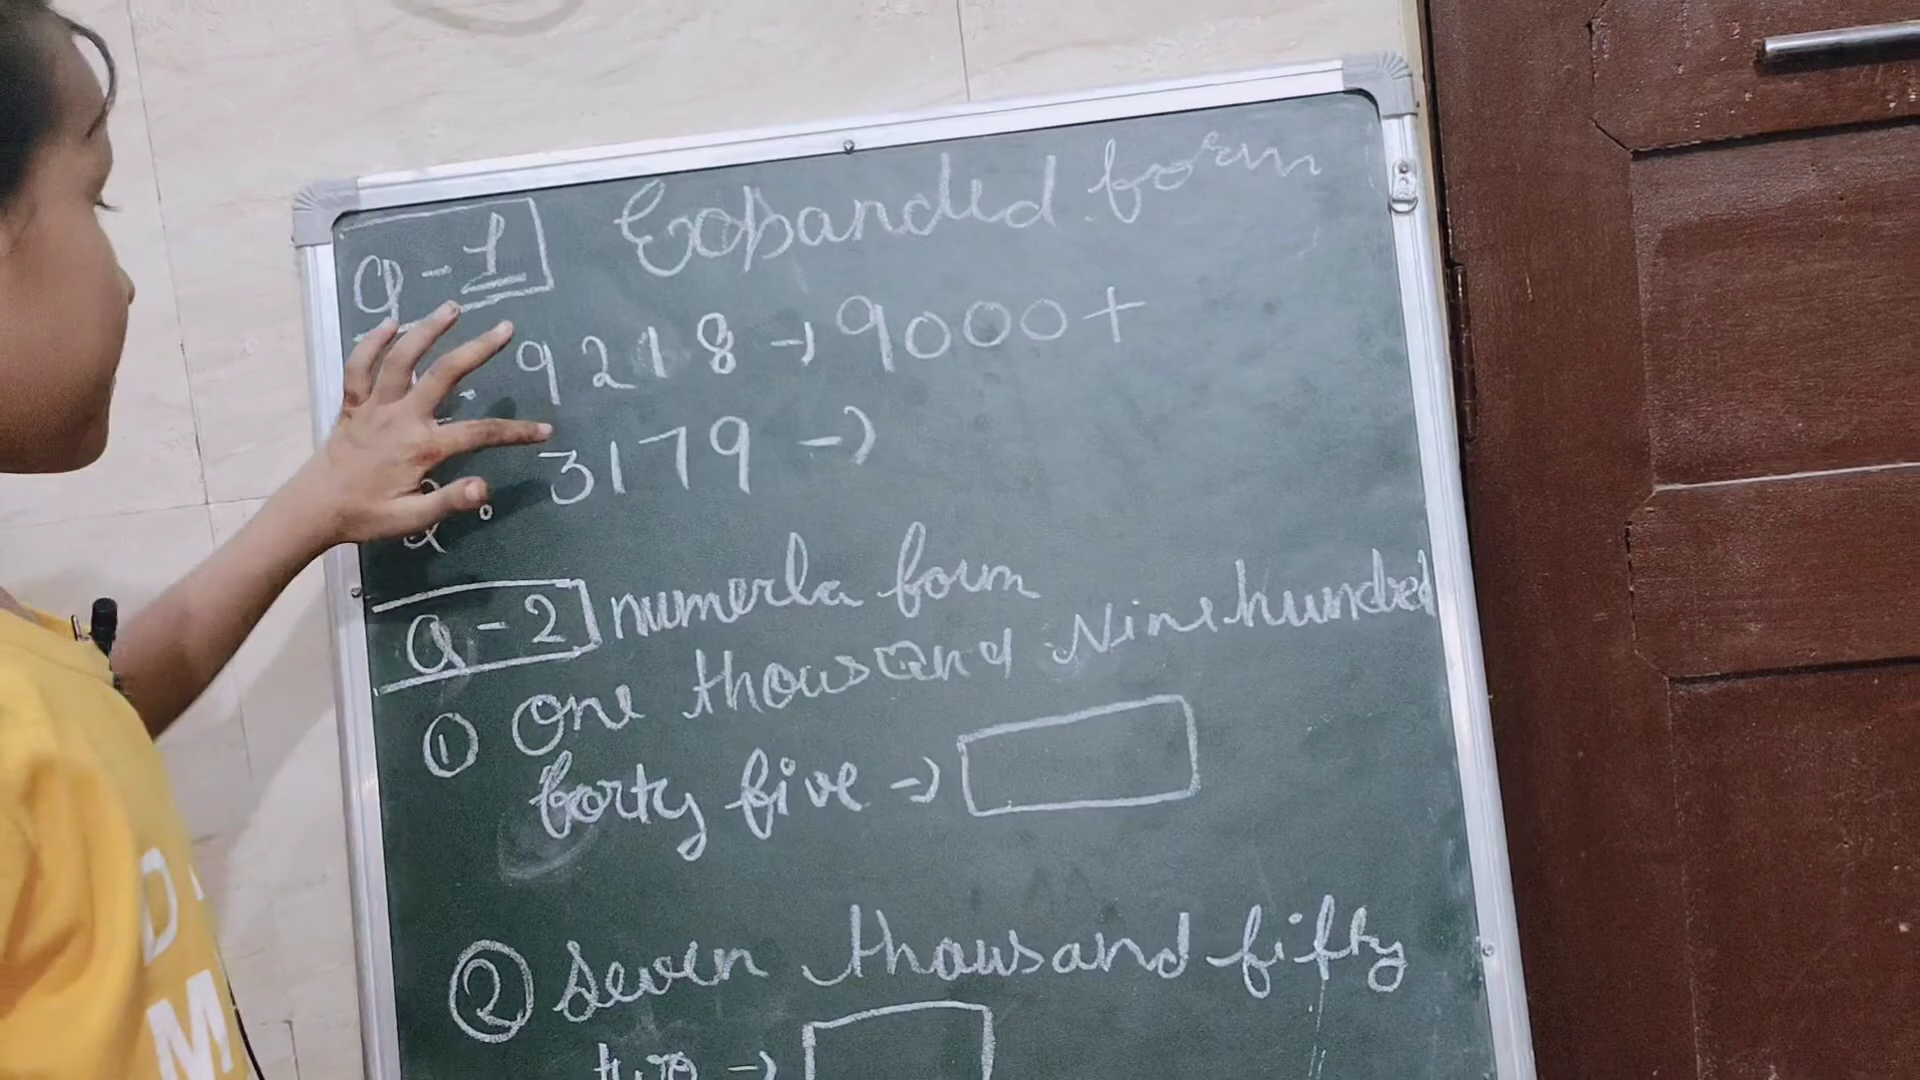 Q-1 Expanded form
9218 → 9000+
2. 3179 →
Q-2 numerla form
① One thousand Nine hundred
forty five →
② Seven thousand fifty
two →
D
M